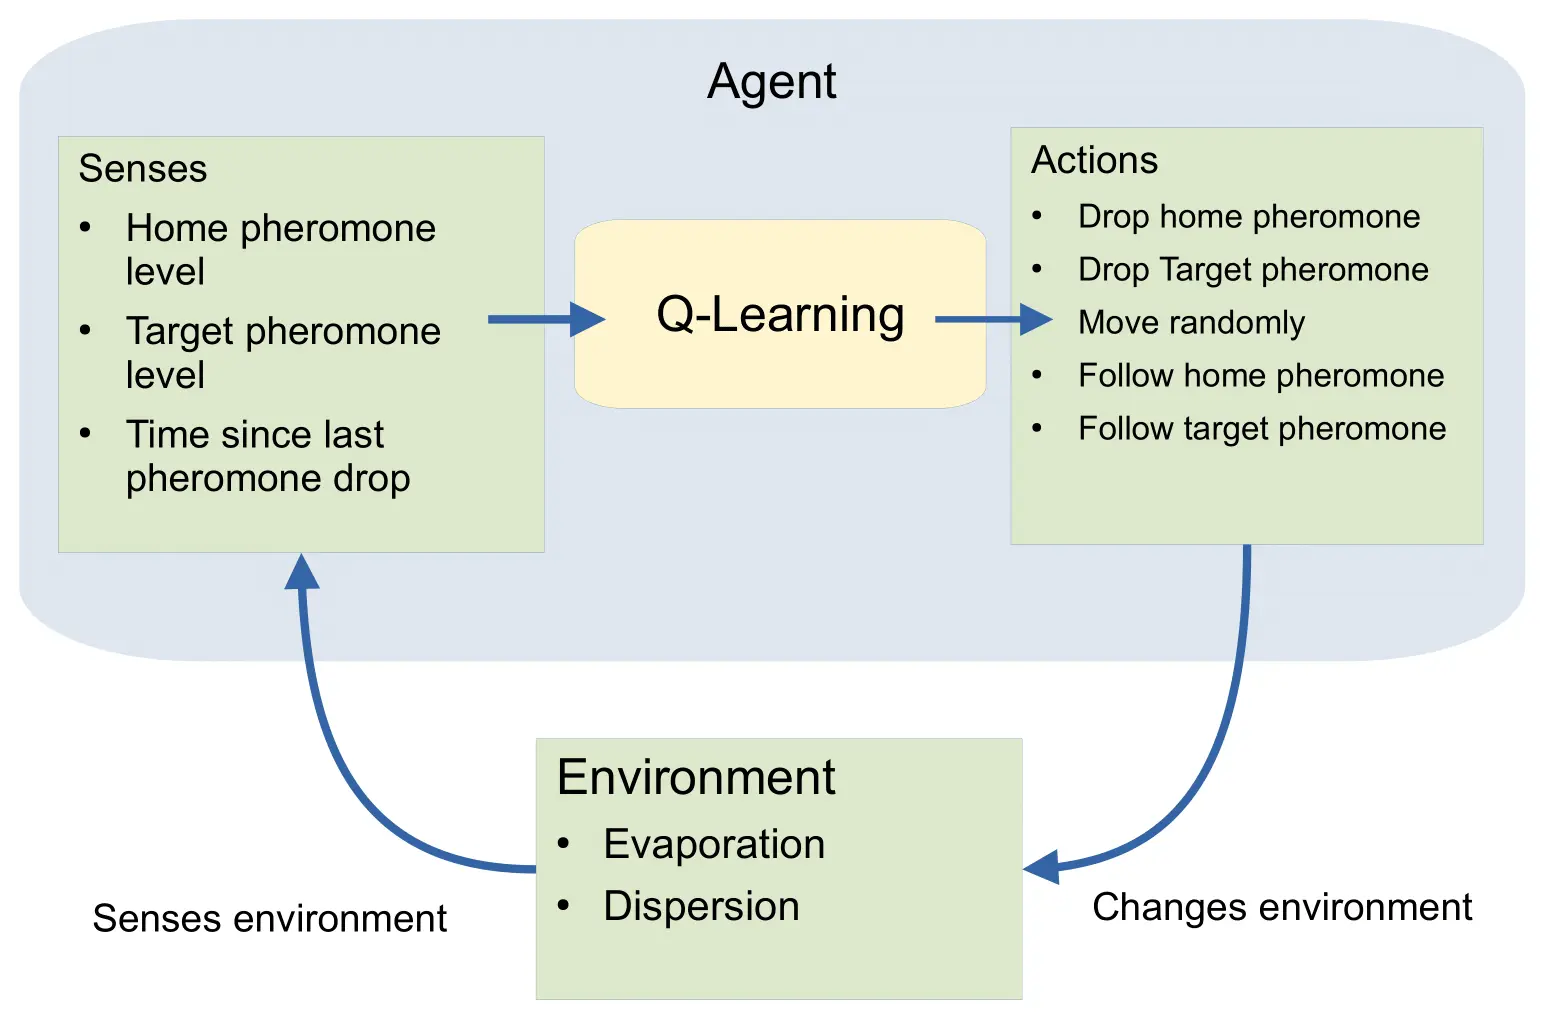 Agent
Senses
• Home pheromone
level
• Target pheromone
level
• Time since last
pheromone drop
Q-Learning
Actions
• Drop home pheromone
• Drop Target pheromone
Move randomly
• Follow home pheromone
• Follow target pheromone
Environment
• Evaporation
• Dispersion
Senses environment
Changes environment